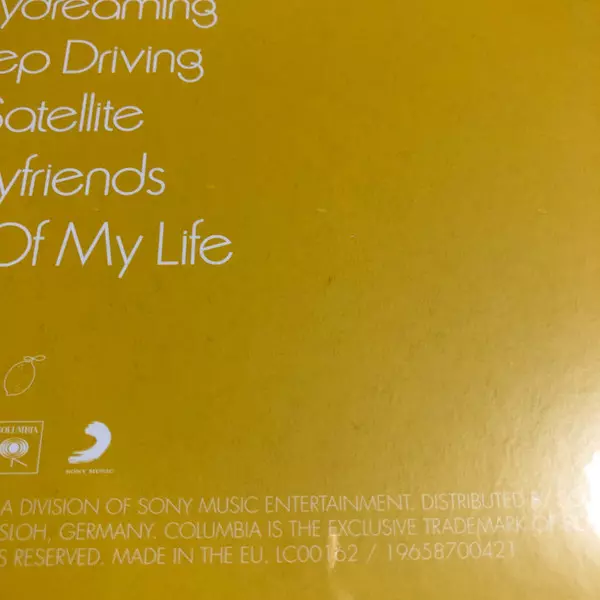 ydreaming
ep Driving
Satellite
yfriends
Of My Life
COLUMBIA
SONY MUSIC
A DIVISION OF SONY MUSIC ENTERTAINMENT. DISTRIBUTED
SLOH, GERMANY. COLUMBIA IS THE EXCLUSIVE TRADEMARK OF
S RESERVED. MADE IN THE EU. LC00162 / 19658700421